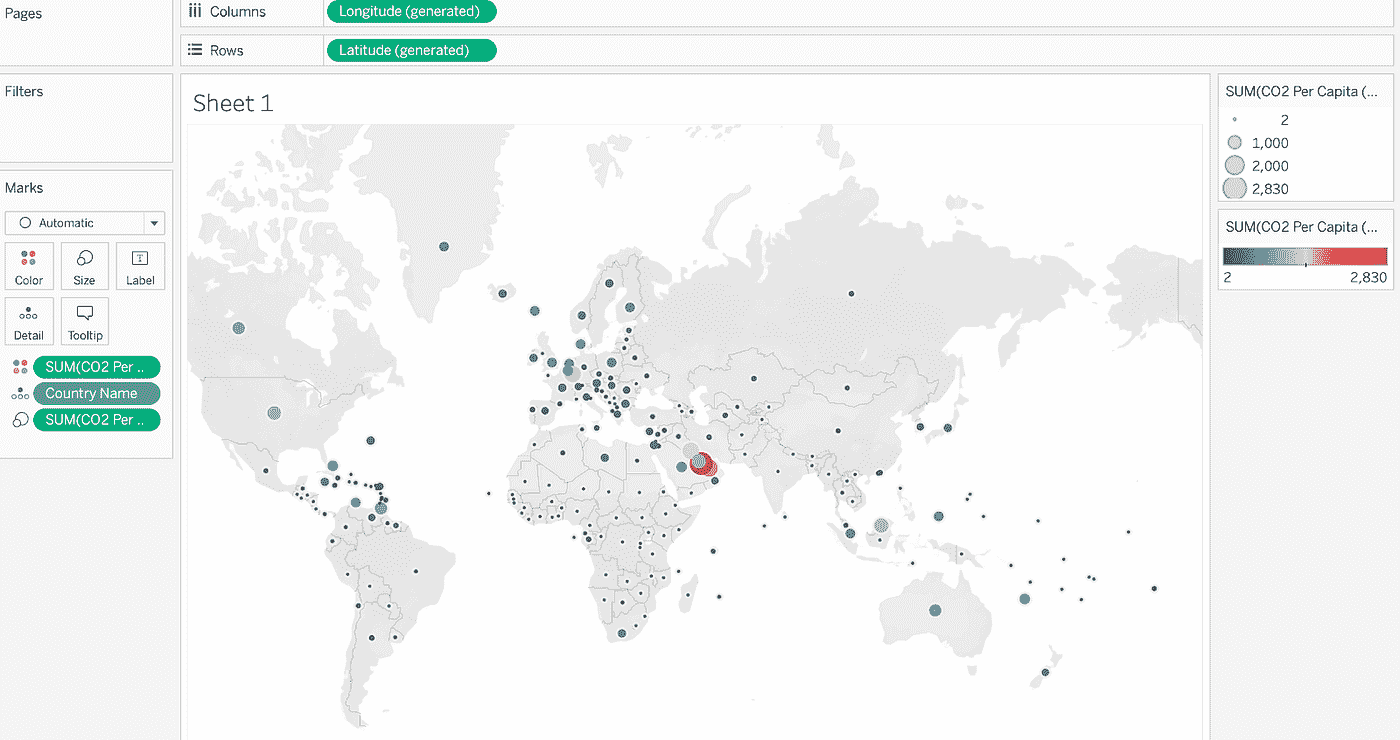 Pages
Columns
Longitude (generated)
Rows
Latitude (generated)
Filters
Marks
Automatic
Color
Size
Label
Detail
Tooltip
SUM(CO2 Per ..
Country Name
SUM(CO2 Per ..
Sheet 1
SUM(CO2 Per Capita (...
2
1,000
2,000
2,830
SUM(CO2 Per Capita (...
2 2,830